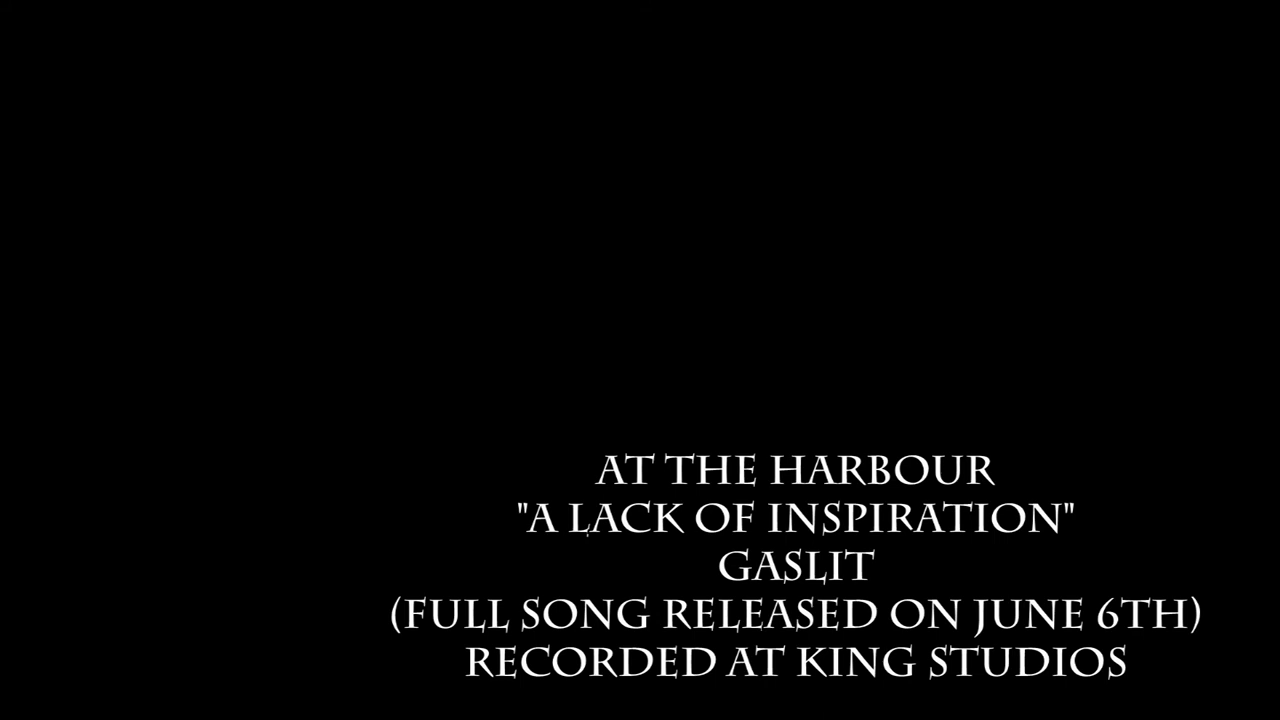 AT THE HARBOUR
"A LACK OF INSPIRATION"
GASLIT
(FULL SONG RELEASED ON JUNE 6TH)
RECORDED AT KING STUDIOS